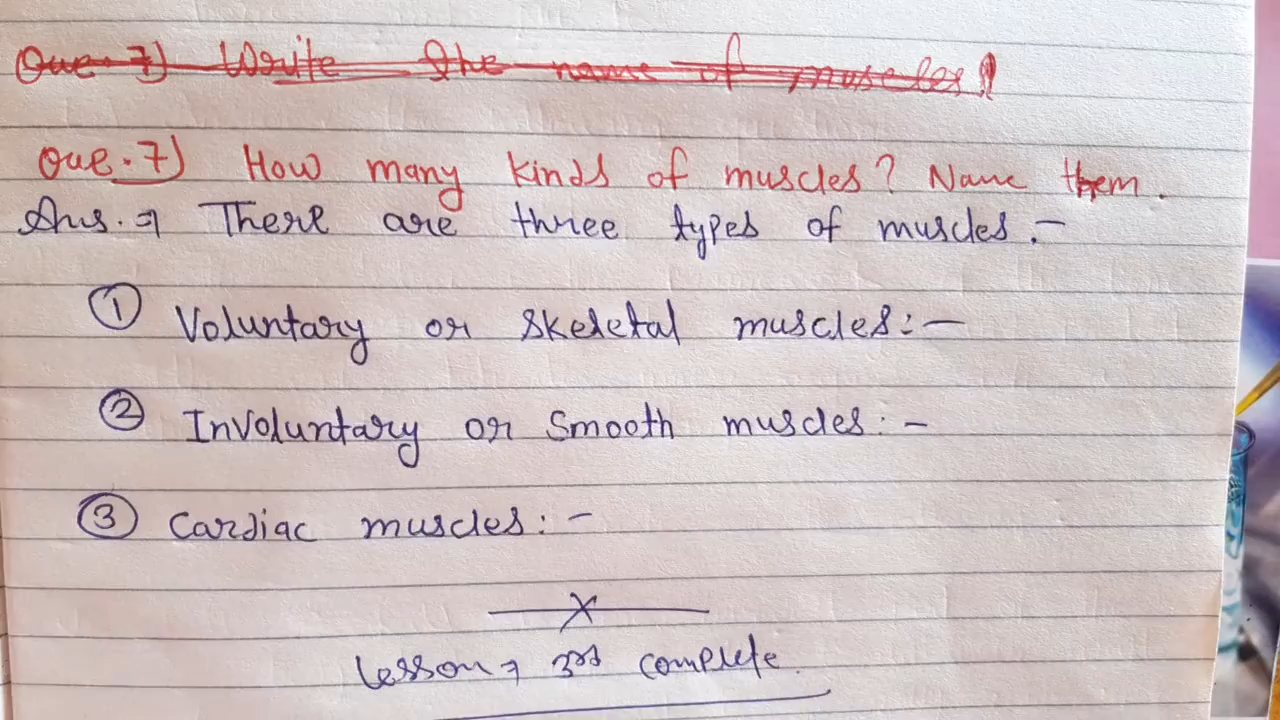 Que. 7) Write the name of muscles!
Que. 7) How many kinds of muscles? Name them.
Ans. ⇒ There are three types of muscles :-
① Voluntary or skeletal muscles :-
② Involuntary or Smooth muscles : -
③ Cardiac muscles : -
X
Lesson → 3rd complete.